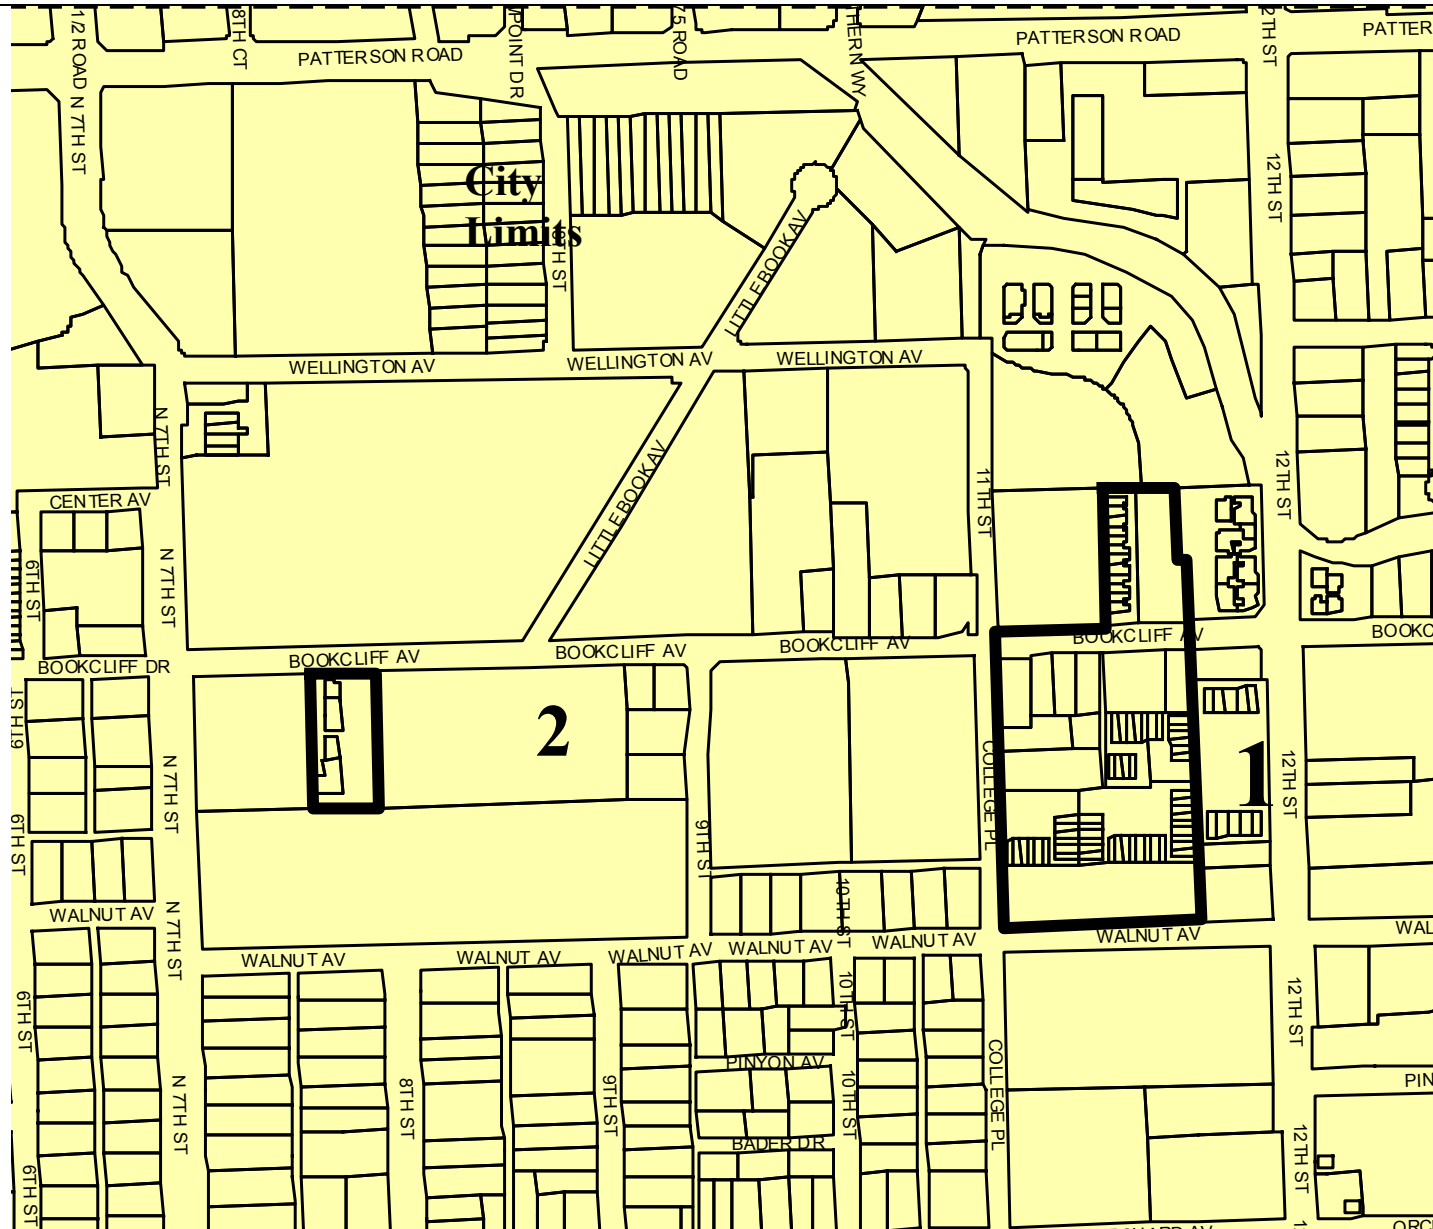 PATTERSON ROAD
PATTERSON ROAD
PATTER
1/2 ROAD
8TH CT
POINT DR
75 ROAD
THERN WY
12TH ST
N 7TH ST
City
Limits
12TH ST
LITTLEBOOK AV
WELLINGTON AV
WELLINGTON AV
WELLINGTON AV
N 7TH ST
LITTLEBOOK AV
11TH ST
12TH ST
CENTER AV
6TH ST
N 7TH ST
BOOKCLIFF DR
BOOKCLIFF AV
BOOKCLIFF AV
BOOKCLIFF AV
BOOKCLIFF AV
BOOKC
6TH ST
N 7TH ST
2
COLLEGE PL
1
12TH ST
6TH ST
9TH ST
10TH ST
WALNUT AV
N 7TH ST
WALNUT AV
WALNUT AV
WALNUT AV
WALNUT AV
WALNUT AV
WALNUT AV
WAL
6TH ST
10TH ST
12TH ST
PINYON AV
COLLEGE PL
PIN
N 7TH ST
8TH ST
9TH ST
10TH ST
BADER DR
12TH ST
6TH ST
ORC